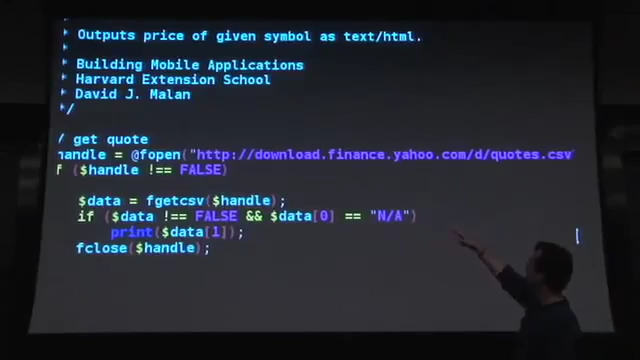 * Outputs price of given symbol as text/html.
*
* Building Mobile Applications
* Harvard Extension School
* David J. Malan
*/
/ get quote
handle = @fopen("http://download.finance.yahoo.com/d/quotes.csv
f ($handle !== FALSE)
$data = fgetcsv($handle);
if ($data !== FALSE && $data[0] == "N/A")
print($data[1]);
fclose($handle);